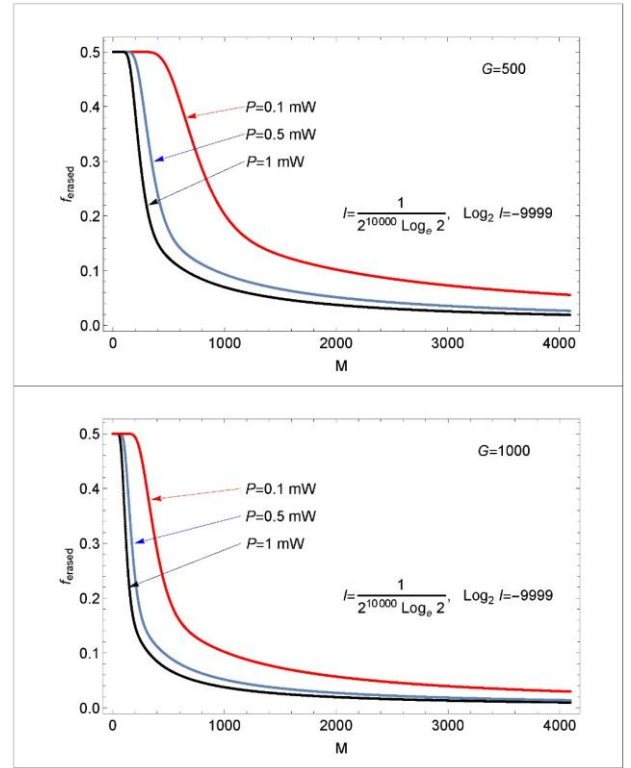 0.5
G=500
P=0.1 mW
0.4
P=0.5 mW
0.3
P=1 mW
f_erased
0.2
I=1/(2^10000 Log_e 2), Log_2 I=-9999
0.1
0.0
0 1000 2000 3000 4000
M
0.5
G=1000
P=0.1 mW
0.4
P=0.5 mW
0.3
P=1 mW
f_erased
0.2
I=1/(2^10000 Log_e 2), Log_2 I=-9999
0.1
0.0
0 1000 2000 3000 4000
M